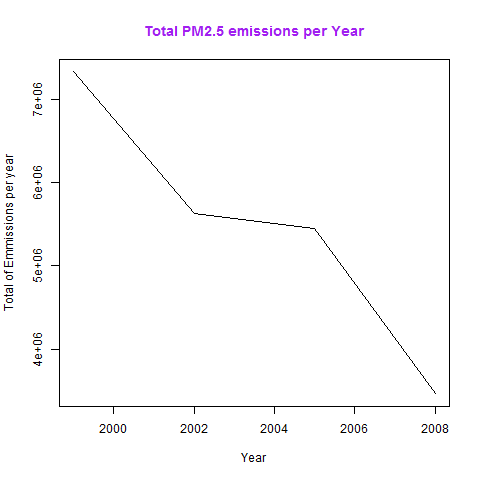 Total PM2.5 emissions per Year
Total of Emmissions per year
7e+06
6e+06
5e+06
4e+06
2000 2002 2004 2006 2008
Year